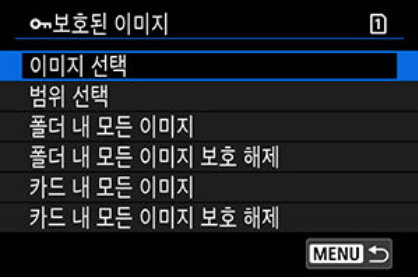 보호된 이미지 1
이미지 선택
범위 선택
폴더 내 모든 이미지
폴더 내 모든 이미지 보호 해제
카드 내 모든 이미지
카드 내 모든 이미지 보호 해제
MENU